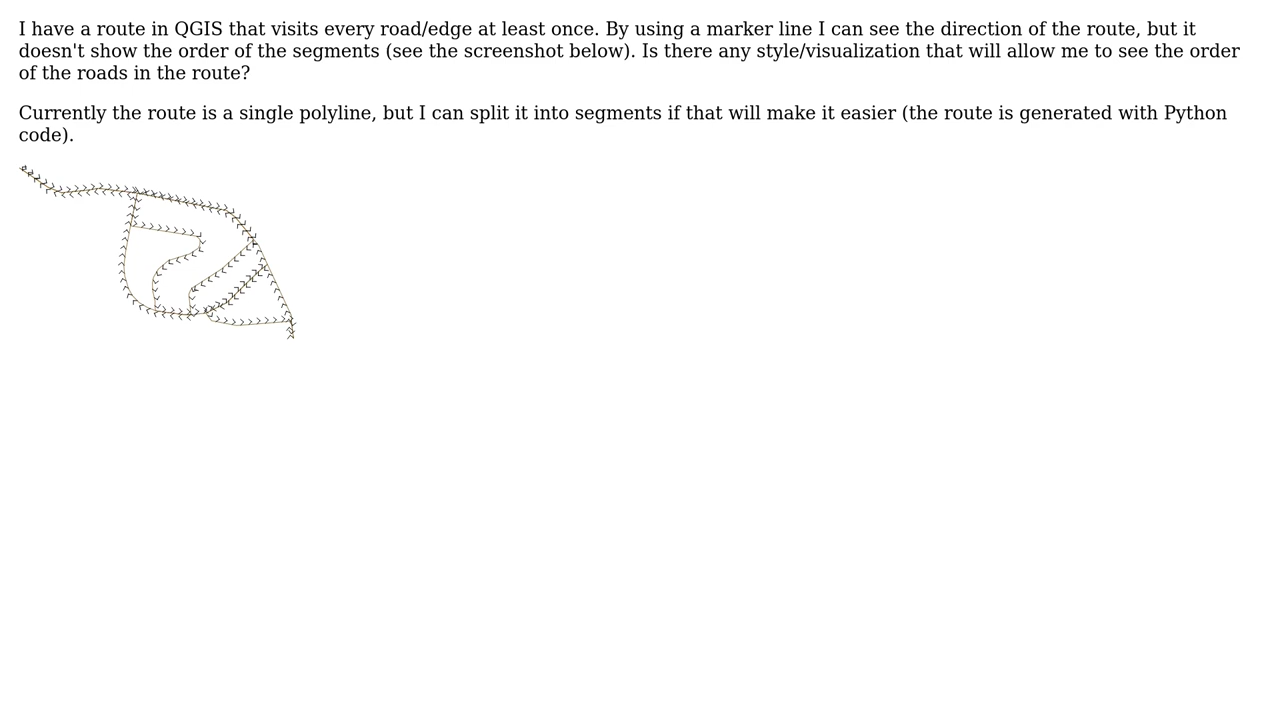 I have a route in QGIS that visits every road/edge at least once. By using a marker line I can see the direction of the route, but it
doesn't show the order of the segments (see the screenshot below). Is there any style/visualization that will allow me to see the order
of the roads in the route?
Currently the route is a single polyline, but I can split it into segments if that will make it easier (the route is generated with Python
code).